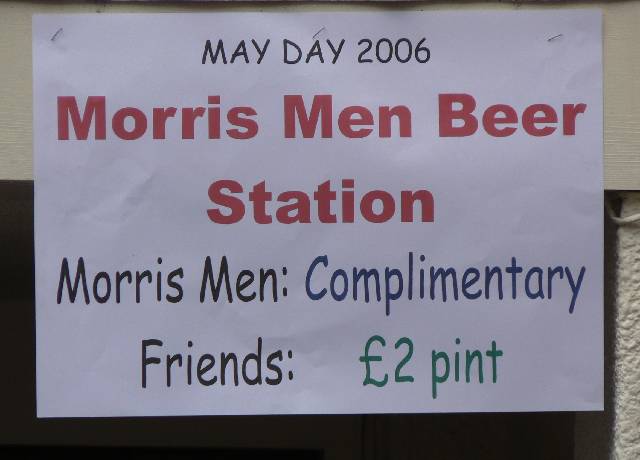 MAY DAY 2006
Morris Men Beer
Station
Morris Men: Complimentary
Friends: £2 pint